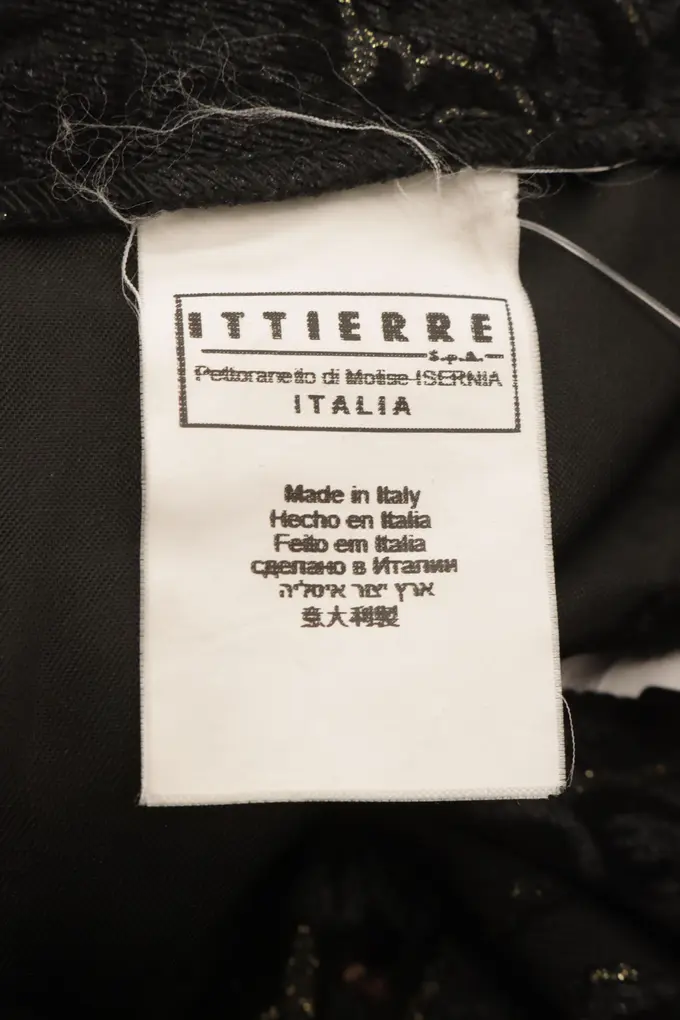 ITTIERRE
S.p.A.
Pettoranello di Molise ISERNIA
ITALIA
Made in Italy
Hecho en Italia
Feito em Italia
сделано в Италии
ארץ יצור איטליה
意大利製